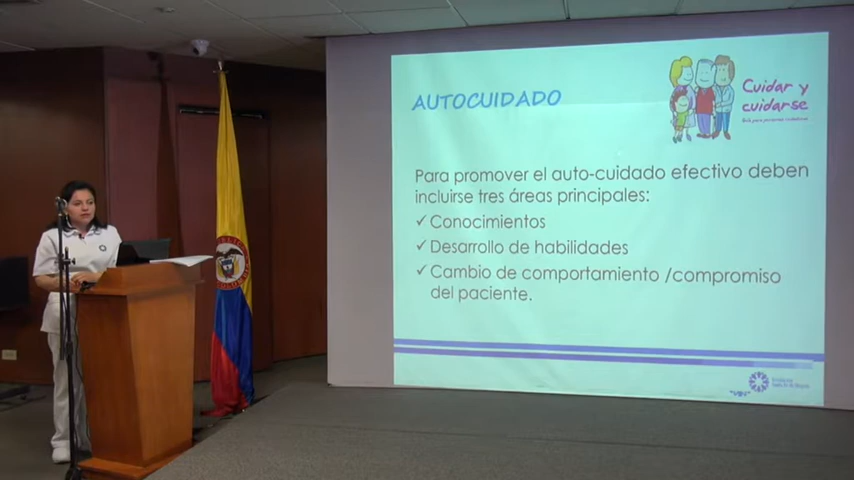 AUTOCUIDADO
Cuidar y
cuidarse
Para promover el auto-cuidado efectivo deben
incluirse tres áreas principales:
✓ Conocimientos
✓ Desarrollo de habilidades
✓ Cambio de comportamiento /compromiso
del paciente.